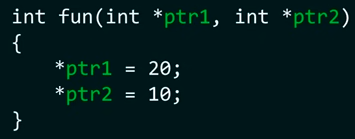 int fun(int *ptr1, int *ptr2)
{
    *ptr1 = 20;
    *ptr2 = 10;
}